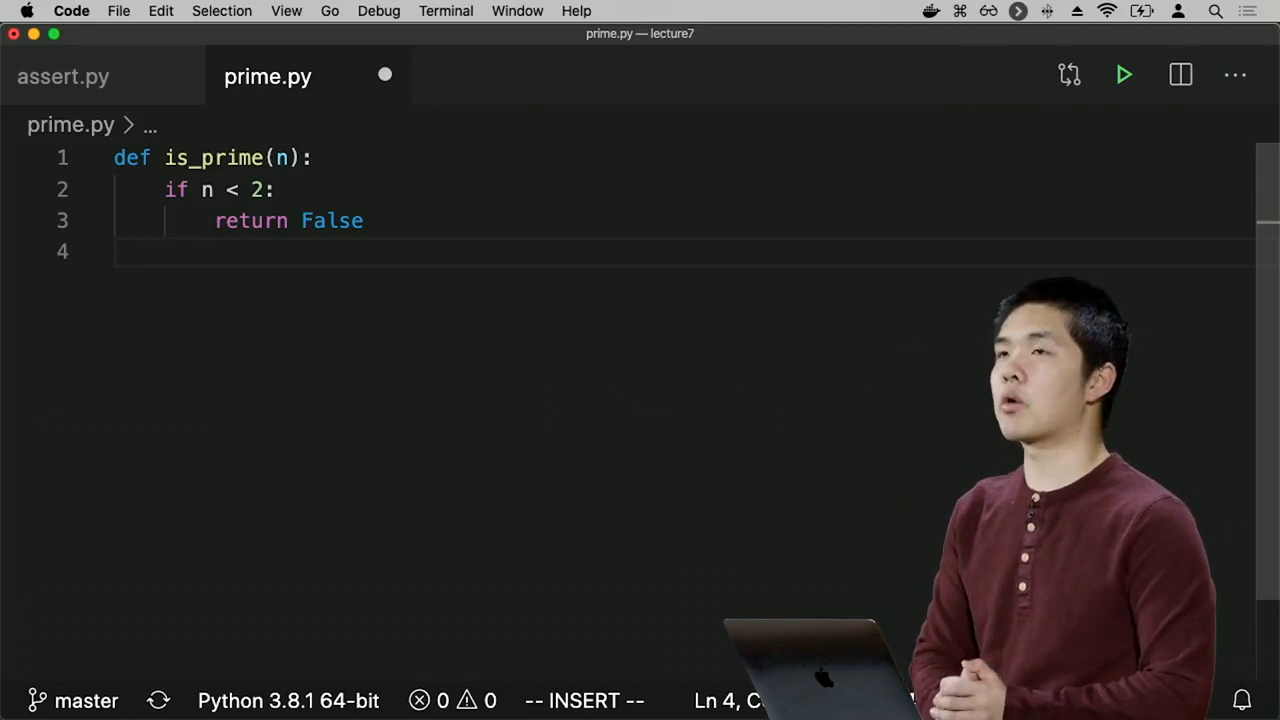 Code File Edit Selection View Go Debug Terminal Window Help
prime.py — lecture7
assert.py prime.py
prime.py > ...
1 def is_prime(n):
2 if n < 2:
3 return False
4
master Python 3.8.1 64-bit 0 0 -- INSERT -- Ln 4,